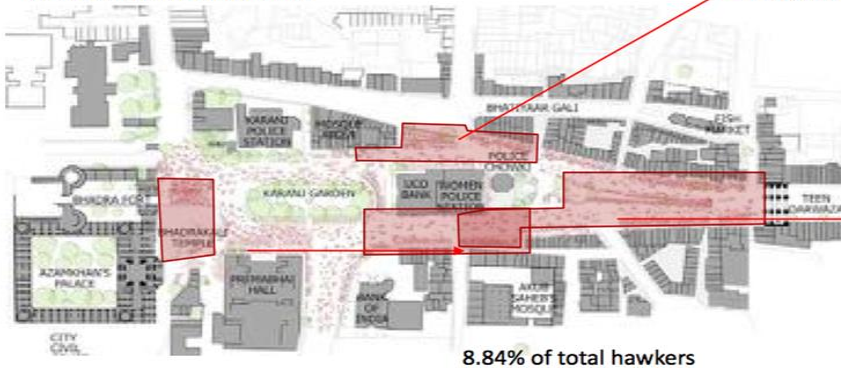 BHATIYAAR GALI
FISH
MARKET
KARANJ
POLICE
STATION
MOSQUE
ABOVE
POLICE
CHOWKI
BHADRA FORT
KARANJ GARDEN
UCO
BANK
WOMEN
POLICE
STATION
TEEN
DARWAZA
BHADRAKALI
TEMPLE
AZAMKHAN'S
PALACE
PREMABHAI
HALL
BANK
OF
INDIA
SAHEB'S
MOSQUE
CITY
CIVIL
8.84% of total hawkers